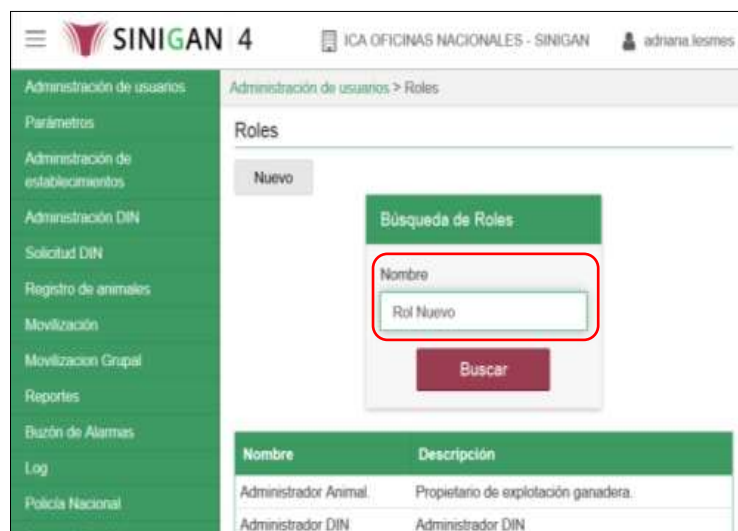 SINIGAN 4
ICA OFICINAS NACIONALES - SINIGAN
adriana.lesmes
Administración de usuarios
Parámetros
Administración de
establecimientos
Administración DIN
Solicitud DIN
Registro de animales
Movilización
Movilizacion Grupal
Reportes
Buzón de Alarmas
Log
Policía Nacional
Administración de usuarios > Roles
Roles
Nuevo
Búsqueda de Roles
Nombre
Rol Nuevo
Buscar
Nombre Descripción
Administrador Animal. Propietario de explotación ganadera.
Administrador DIN Administrador DIN